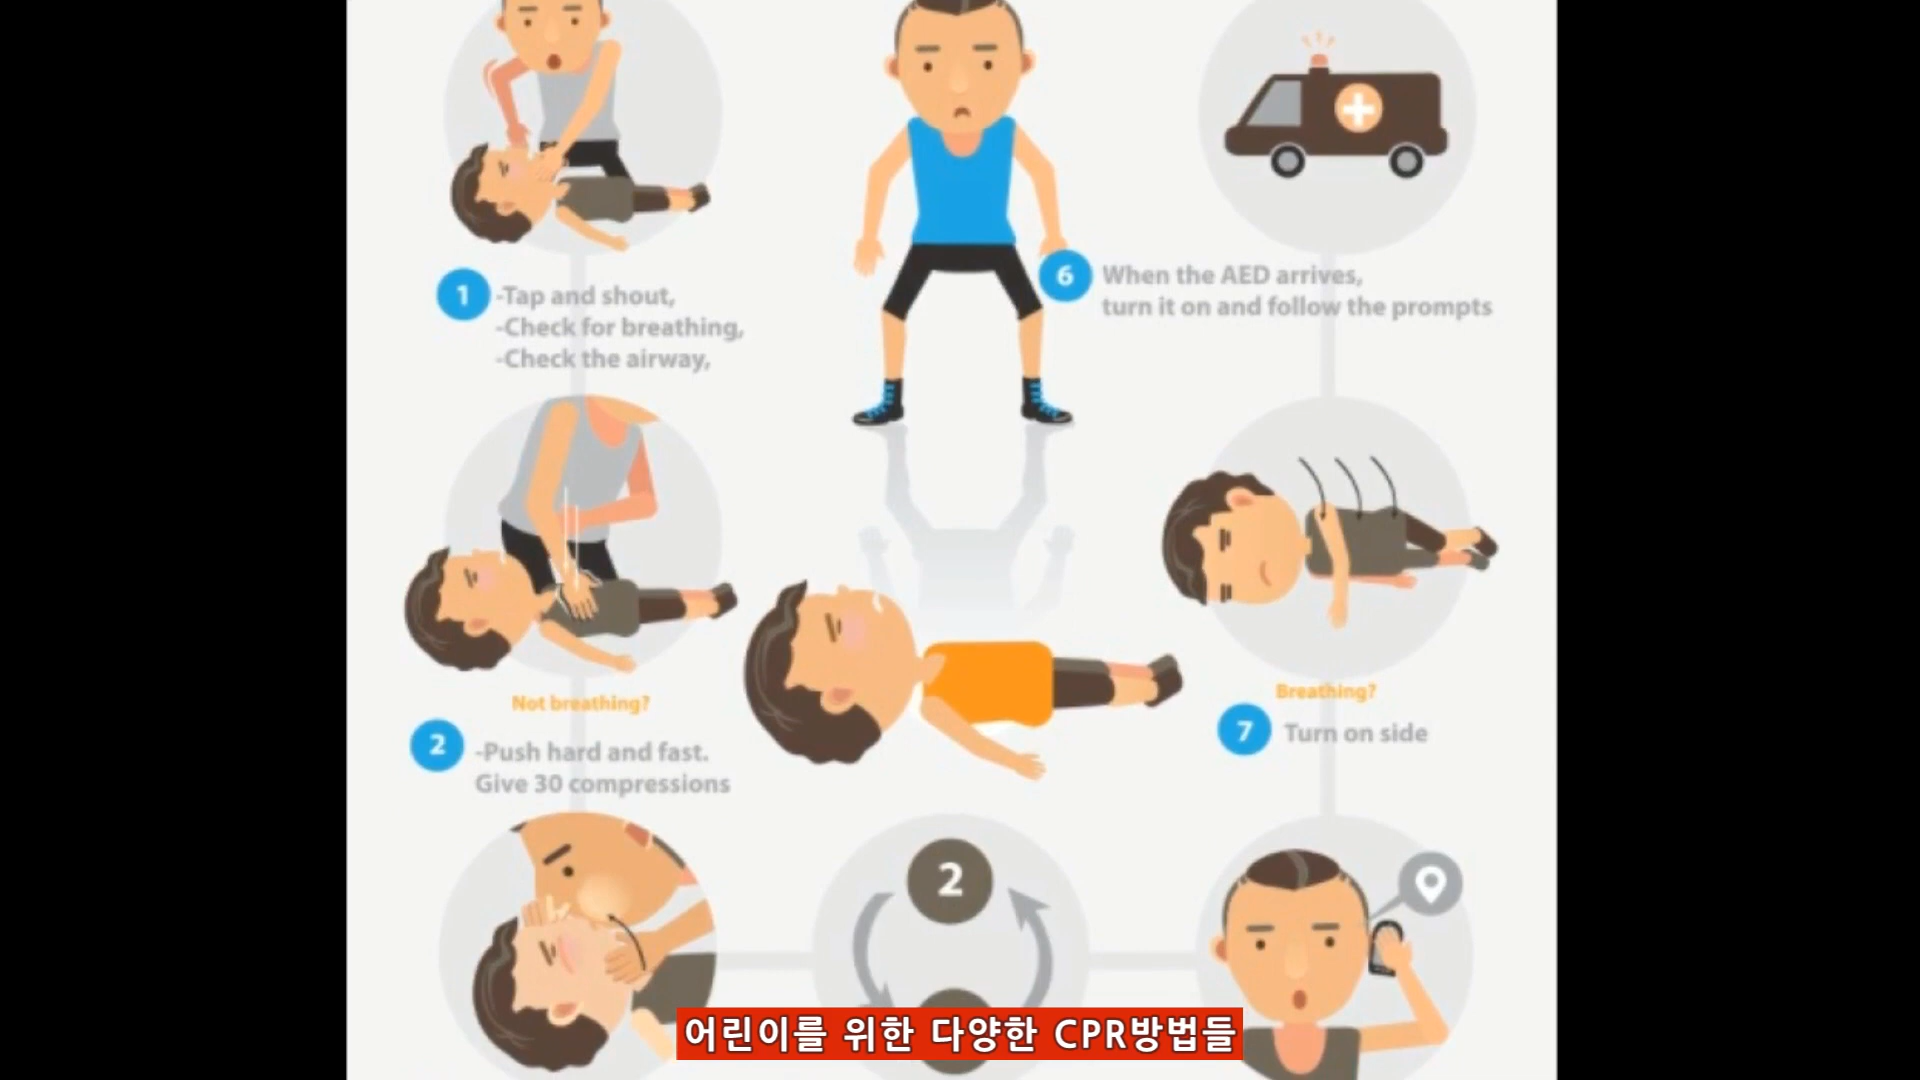 1
-Tap and shout,
-Check for breathing,
-Check the airway,
6
When the AED arrives,
turn it on and follow the prompts
Not breathing?
2
-Push hard and fast.
Give 30 compressions
Breathing?
7
Turn on side
2
어린이를 위한 다양한 CPR방법들